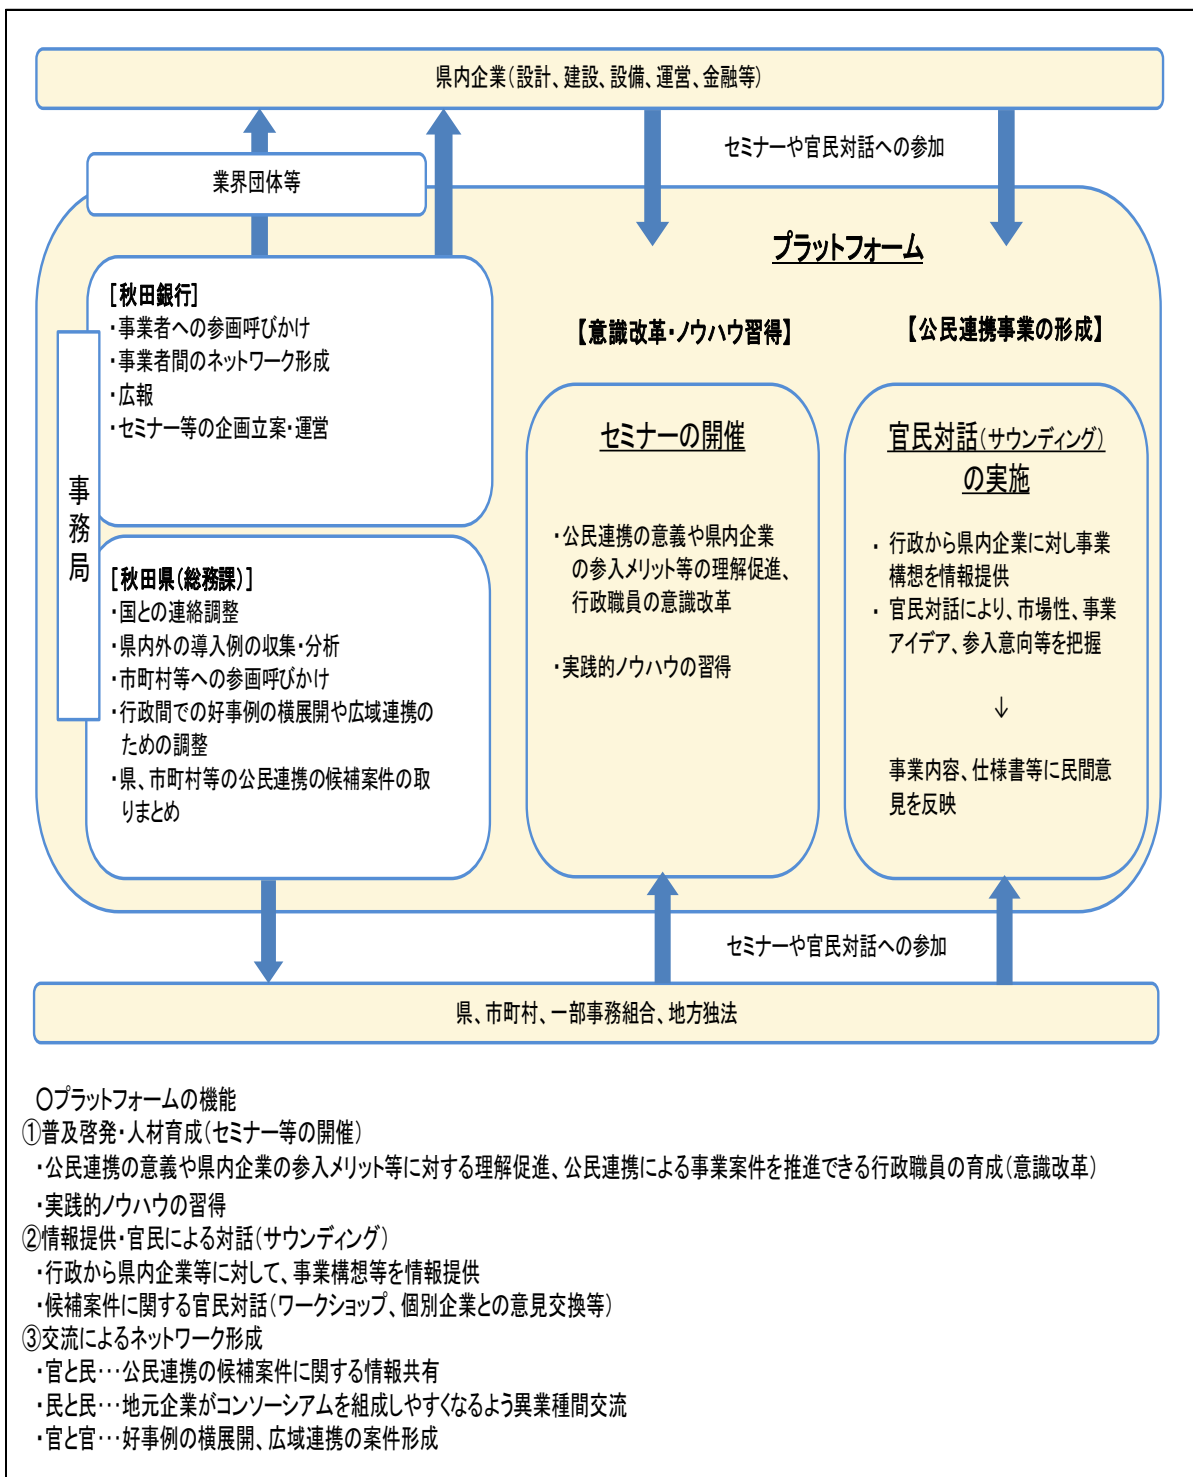 県内企業（設計、建設、設備、運営、金融等）
セミナーや官民対話への参加
業界団体等
プラットフォーム
事務局
[秋田銀行]
・事業者への参画呼びかけ
・事業者間のネットワーク形成
・広報
・セミナー等の企画立案・運営
[秋田県（総務課）]
・国との連絡調整
・県内外の導入例の収集・分析
・市町村等への参画呼びかけ
・行政間での好事例の横展開や広域連携の
ための調整
・県、市町村等の公民連携の候補案件の取
りまとめ
【意識改革・ノウハウ習得】
セミナーの開催
・公民連携の意義や県内企業
の参入メリット等の理解促進、
行政職員の意識改革
・実践的ノウハウの習得
【公民連携事業の形成】
官民対話（サウンディング）
の実施
・ 行政から県内企業に対し事業
構想を情報提供
・ 官民対話により、市場性、事業
アイデア、参入意向等を把握
↓
事業内容、仕様書等に民間意
見を反映
セミナーや官民対話への参加
県、市町村、一部事務組合、地方独法
○プラットフォームの機能
①普及啓発・人材育成（セミナー等の開催）
・公民連携の意義や県内企業の参入メリット等に対する理解促進、公民連携による事業案件を推進できる行政職員の育成（意識改革）
・実践的ノウハウの習得
②情報提供・官民による対話（サウンディング）
・行政から県内企業等に対して、事業構想等を情報提供
・候補案件に関する官民対話（ワークショップ、個別企業との意見交換等）
③交流によるネットワーク形成
・官と民…公民連携の候補案件に関する情報共有
・民と民…地元企業がコンソーシアムを組成しやすくなるよう異業種間交流
・官と官…好事例の横展開、広域連携の案件形成